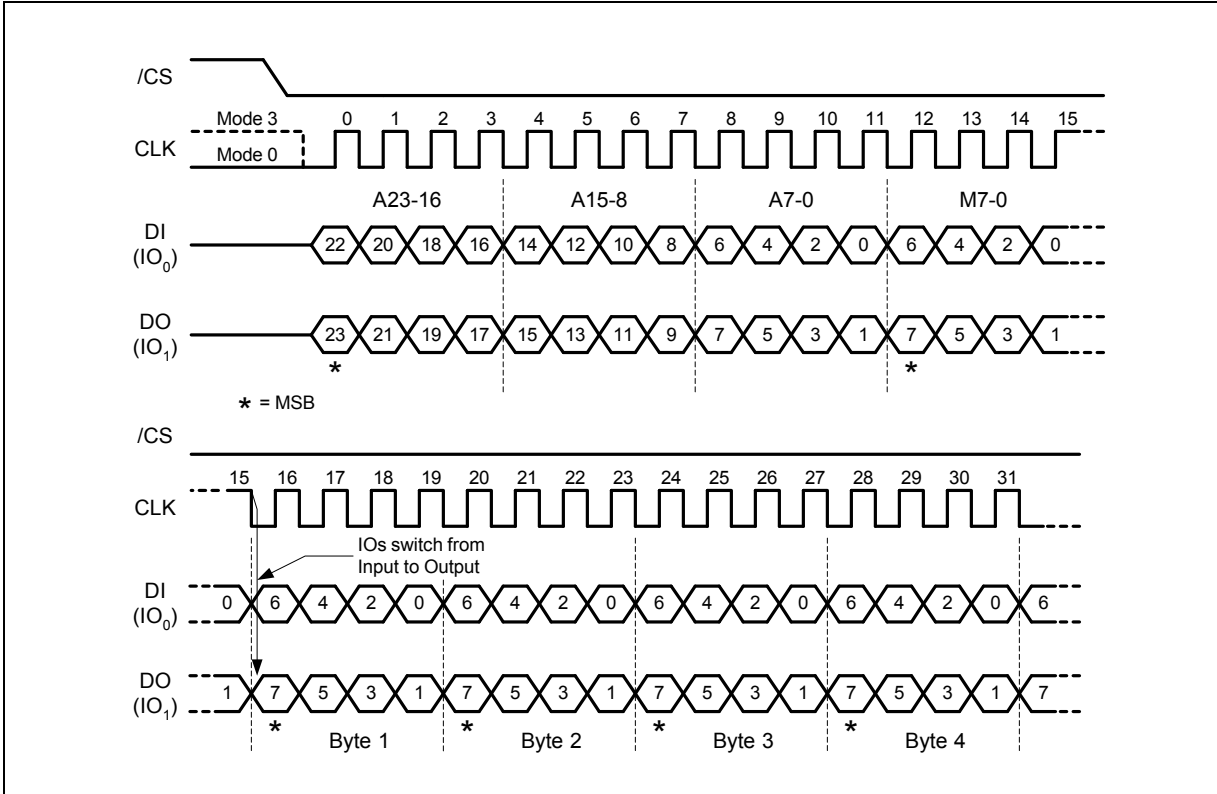 /CS
Mode 3 0 1 2 3 4 5 6 7 8 9 10 11 12 13 14 15
CLK
Mode 0
A23-16 A15-8 A7-0 M7-0
DI
(IO0)
22 20 18 16 14 12 10 8 6 4 2 0 6 4 2 0
DO
(IO1)
23 21 19 17 15 13 11 9 7 5 3 1 7 5 3 1
* *
* = MSB
/CS
15 16 17 18 19 20 21 22 23 24 25 26 27 28 29 30 31
CLK
IOs switch from
Input to Output
DI
(IO0)
0 6 4 2 0 6 4 2 0 6 4 2 0 6 4 2 0 6
DO
(IO1)
1 7 5 3 1 7 5 3 1 7 5 3 1 7 5 3 1 7
* * * *
Byte 1 Byte 2 Byte 3 Byte 4